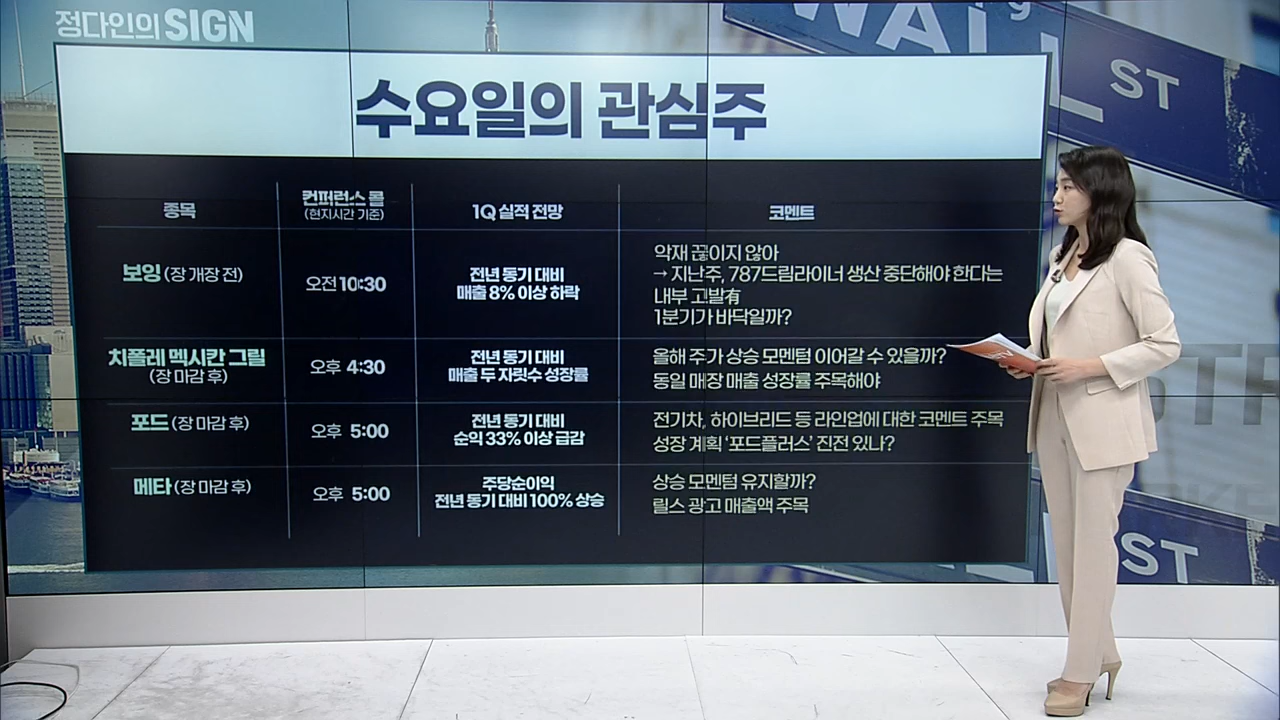 정다인의 SIGN
WALL ST
수요일의 관심주
종목
컨퍼런스 콜
(현지시간 기준)
1Q 실적 전망
코멘트
보잉 (장 개장 전)
오전 10:30
전년 동기 대비
매출 8% 이상 하락
악재 끊이지 않아
→ 지난주, 787드림라이너 생산 중단해야 한다는
내부 고발有
1분기가 바닥일까?
치폴레 멕시칸 그릴
(장 마감 후)
오후 4:30
전년 동기 대비
매출 두 자릿수 성장률
올해 주가 상승 모멘텀 이어갈 수 있을까?
동일 매장 매출 성장률 주목해야
포드 (장 마감 후)
오후 5:00
전년 동기 대비
순익 33% 이상 급감
전기차, 하이브리드 등 라인업에 대한 코멘트 주목
성장 계획 ‘포드플러스’ 진전 있나?
메타 (장 마감 후)
오후 5:00
주당순이익
전년 동기 대비 100% 상승
상승 모멘텀 유지할까?
릴스 광고 매출액 주목
ST